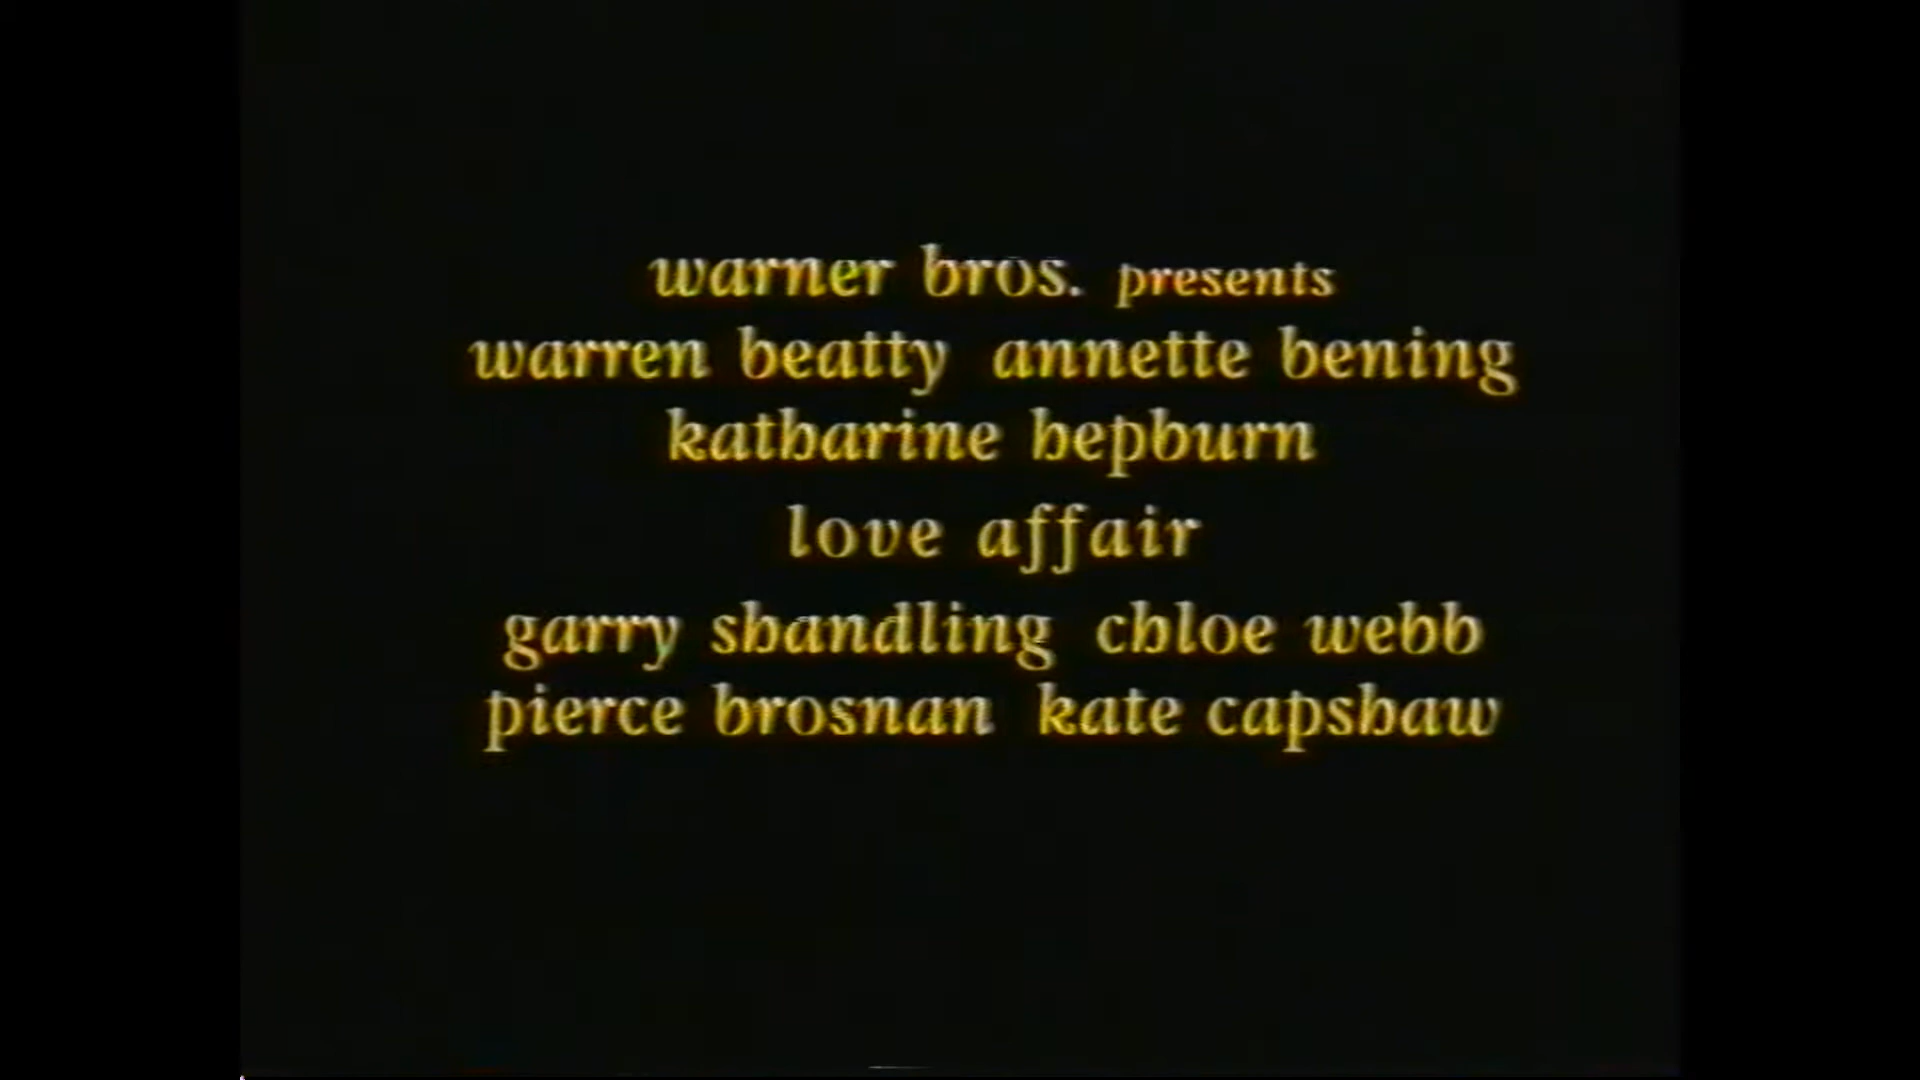 warner bros. presents
warren beatty annette bening
katharine hepburn
love affair
garry shandling chloe webb
pierce brosnan kate capshaw